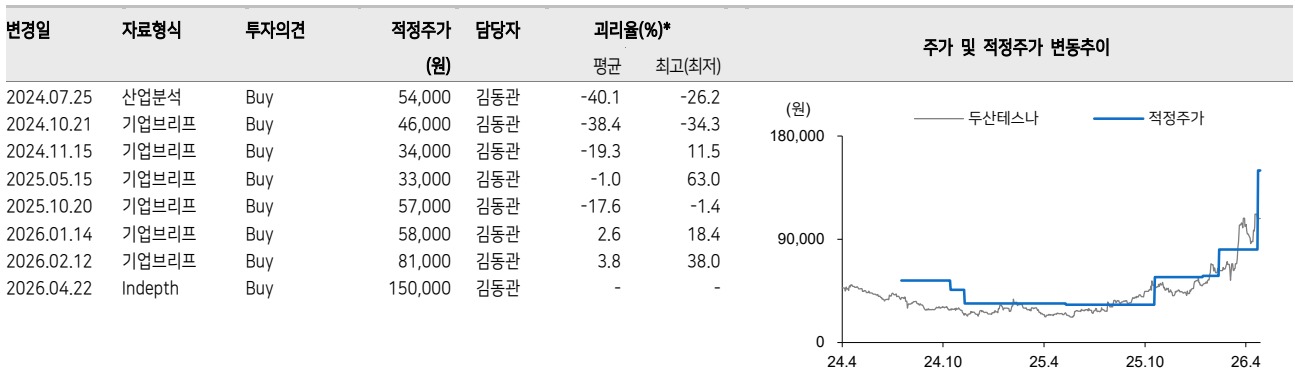 변경일 자료형식 투자의견 적정주가 담당자 괴리율(%)*
(원) 평균 최고(최저)
2024.07.25 산업분석 Buy 54,000 김동관 -40.1 -26.2
2024.10.21 기업브리프 Buy 46,000 김동관 -38.4 -34.3
2024.11.15 기업브리프 Buy 34,000 김동관 -19.3 11.5
2025.05.15 기업브리프 Buy 33,000 김동관 -1.0 63.0
2025.10.20 기업브리프 Buy 57,000 김동관 -17.6 -1.4
2026.01.14 기업브리프 Buy 58,000 김동관 2.6 18.4
2026.02.12 기업브리프 Buy 81,000 김동관 3.8 38.0
2026.04.22 Indepth Buy 150,000 김동관 - -
주가 및 적정주가 변동추이
(원) 두산테스나 적정주가
180,000
90,000
0
24.4 24.10 25.4 25.10 26.4